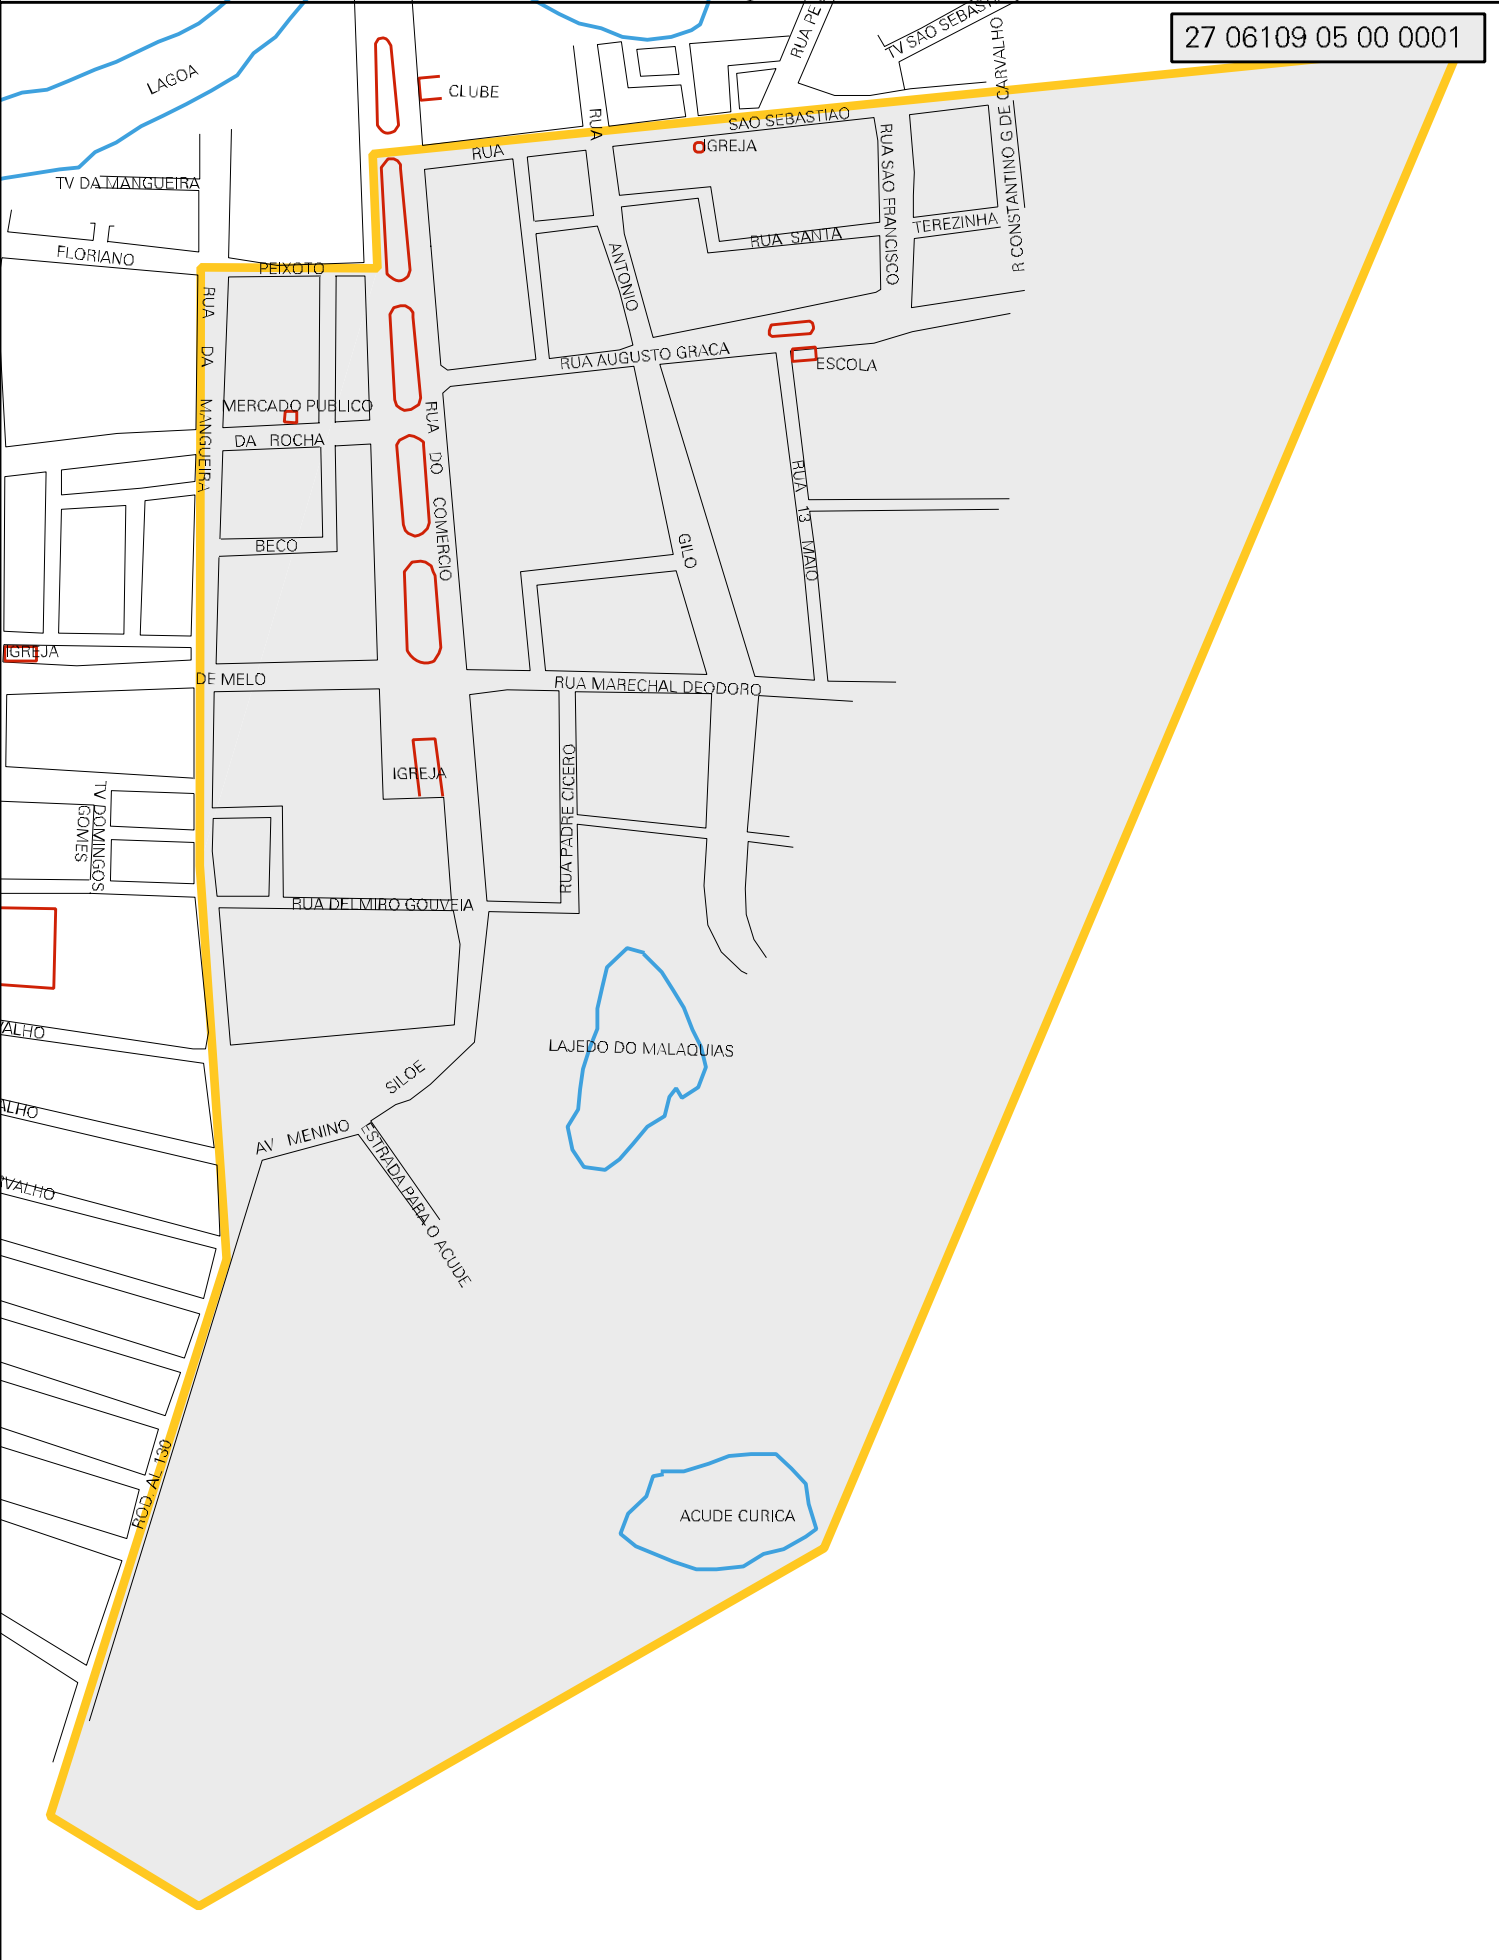 27 06109 05 00 0001
TV SAO SEBAST
RUA PE
R CONSTANTINO G DE CARVALHO
LAGOA
CLUBE
RUA
SAO SEBASTIAO
RUA
IGREJA
RUA SAO FRANCISCO
TV DA MANGUEIRA
TEREZINHA
RUA SANTA
FLORIANO
PEIXOTO
ANTONIO
RUA DA MANGUEIRA
RUA AUGUSTO GRACA
ESCOLA
MERCADO PUBLICO
DA ROCHA
RUA DO COMERCIO
RUA 13 MAIO
BECO
GILO
IGREJA
DE MELO
RUA MARECHAL DEODORO
IGREJA
RUA PADRE CICERO
TV DOMINGOS
GOMES
RUA DELMIRO GOUVEIA
VALHO
LAJEDO DO MALAQUIAS
SILOE
ALHO
AV MENINO
ESTRADA PARA O ACUDE
RVALHO
ROD. AL 130
ACUDE CURICA